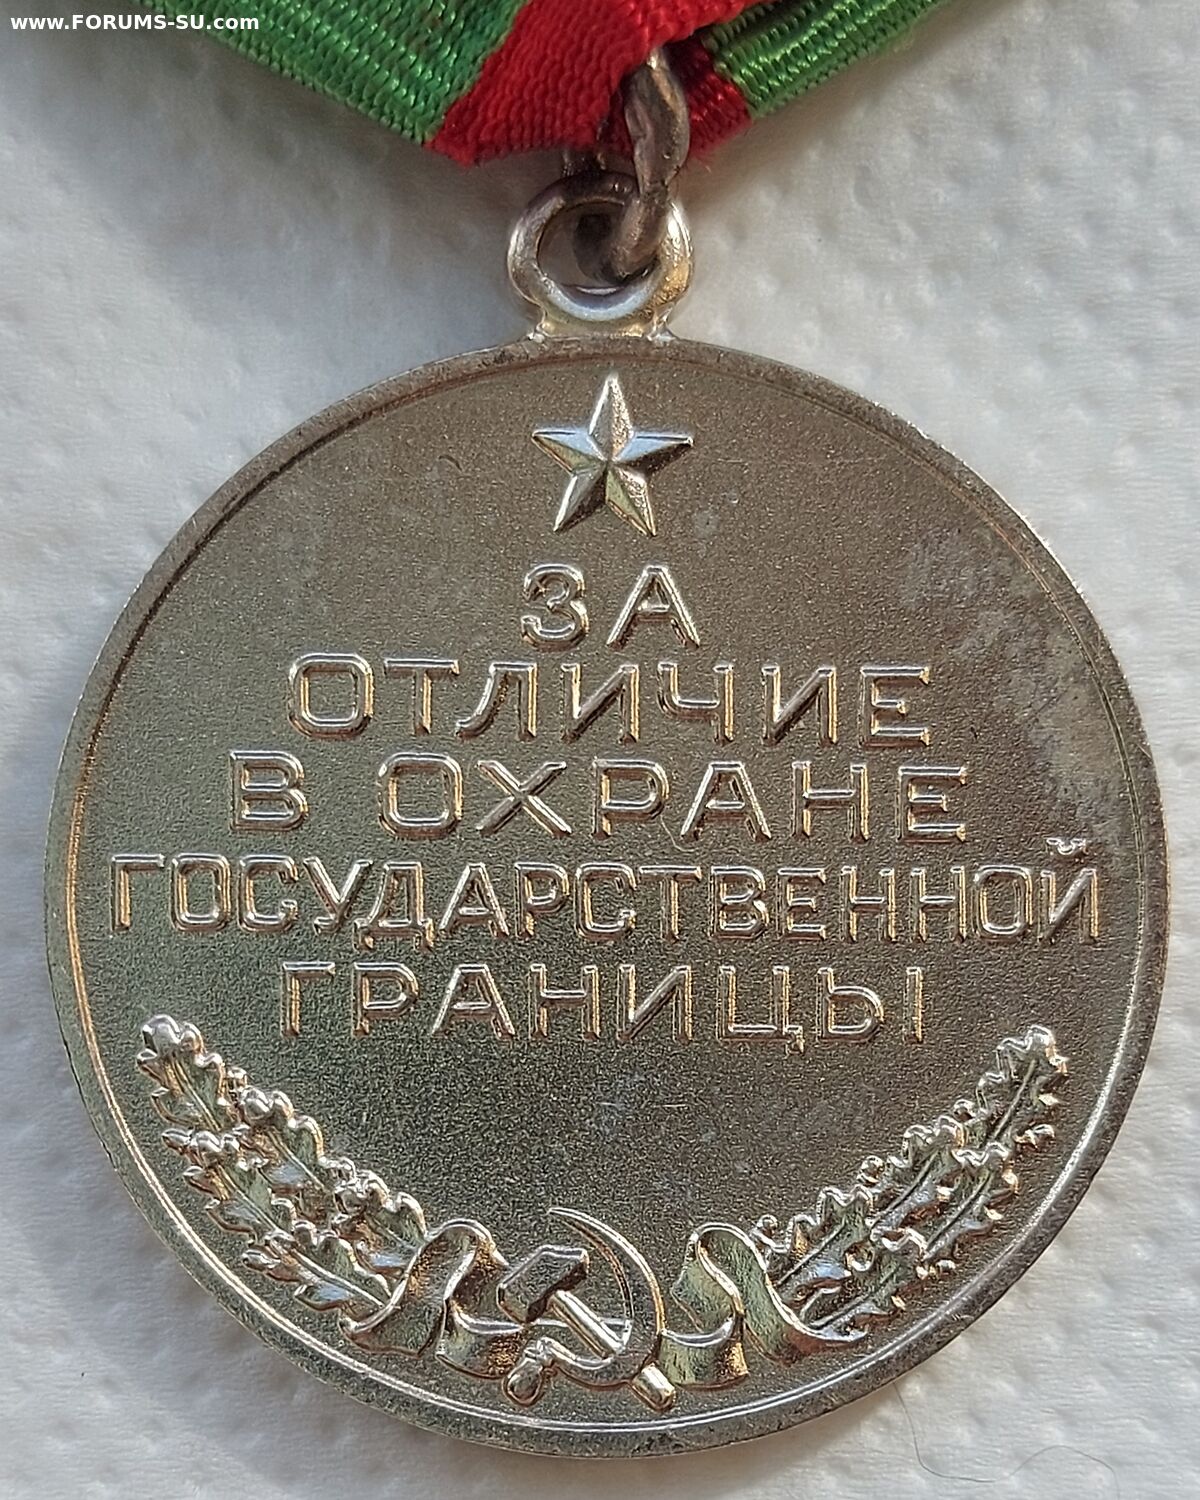 www.FORUMS-SU.com
ЗА
ОТЛИЧИЕ
В ОХРАНЕ
ГОСУДАРСТВЕННОЙ
ГРАНИЦЫ